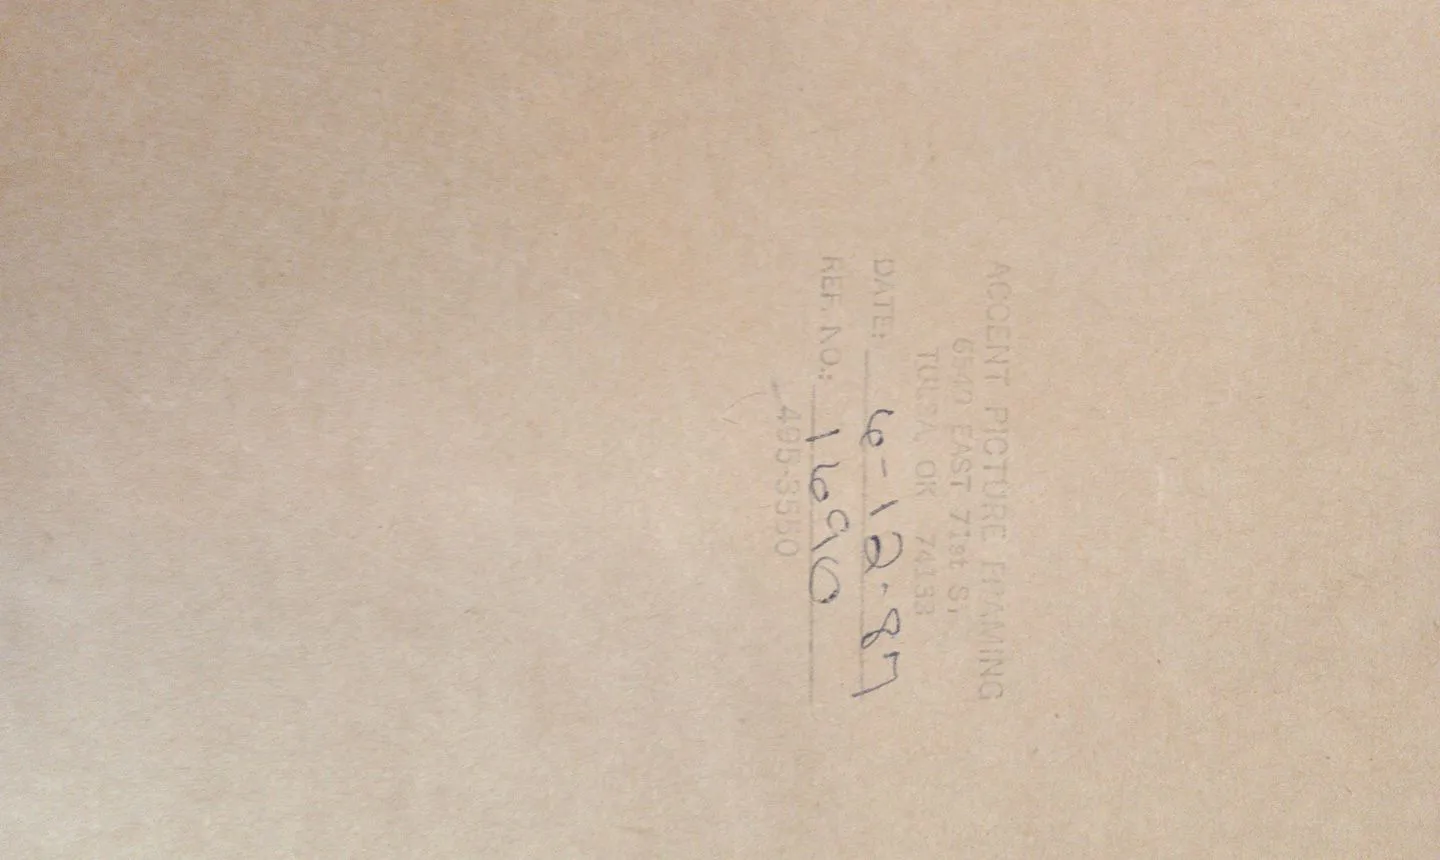 ACCENT PICTURE FRAMING
6540 EAST 71st St
TULSA, OK 74133
DATE: 6-12-87
REF. NO.: 1690
495-3550